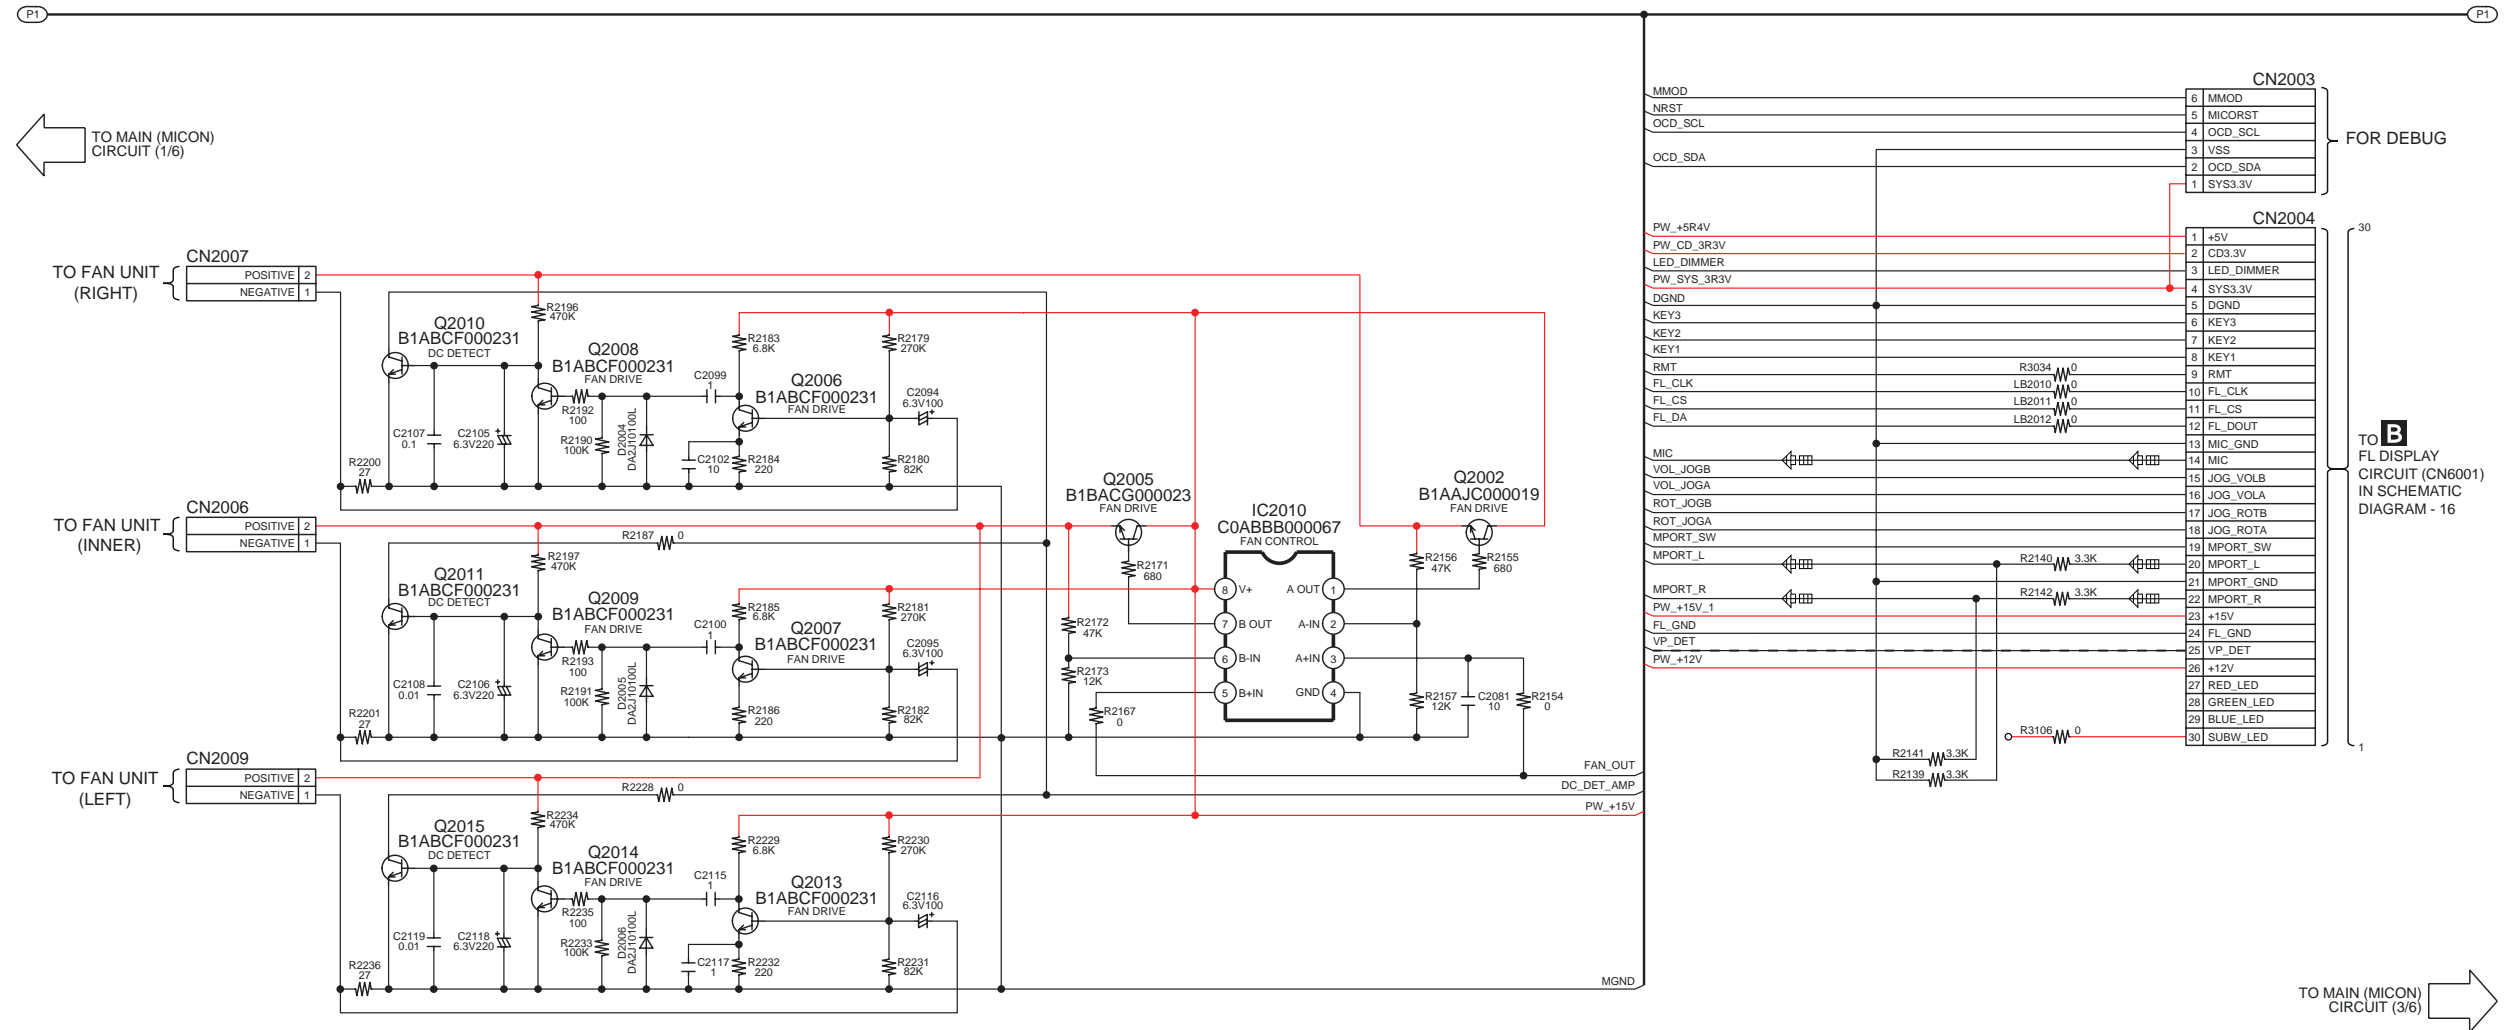 P1
P1
TO MAIN (MICON)
CIRCUIT (1/6)
CN2003
6 MMOD
5 MICORST
4 OCD_SCL
3 VSS
2 OCD_SDA
1 SYS3.3V
FOR DEBUG
MMOD
NRST
OCD_SCL
OCD_SDA
PW_+5R4V
PW_CD_3R3V
LED_DIMMER
PW_SYS_3R3V
DGND
KEY3
KEY2
KEY1
RMT
FL_CLK
FL_CS
FL_DA
MIC
VOL_JOGB
VOL_JOGA
ROT_JOGB
ROT_JOGA
MPORT_SW
MPORT_L
MPORT_R
PW_+15V_1
FL_GND
VP_DET
PW_+12V
R3034 0
LB2010 0
LB2011 0
LB2012 0
R2140 3.3K
R2142 3.3K
R3106 0
R2141 3.3K
R2139 3.3K
CN2004
1 +5V
2 CD3.3V
3 LED_DIMMER
4 SYS3.3V
5 DGND
6 KEY3
7 KEY2
8 KEY1
9 RMT
10 FL_CLK
11 FL_CS
12 FL_DOUT
13 MIC_GND
14 MIC
15 JOG_VOLB
16 JOG_VOLA
17 JOG_ROTB
18 JOG_ROTA
19 MPORT_SW
20 MPORT_L
21 MPORT_GND
22 MPORT_R
23 +15V
24 FL_GND
25 VP_DET
26 +12V
27 RED_LED
28 GREEN_LED
29 BLUE_LED
30 SUBW_LED
30
1
TO B
FL DISPLAY
CIRCUIT (CN6001)
IN SCHEMATIC
DIAGRAM - 16
CN2007
TO FAN UNIT
(RIGHT)
POSITIVE 2
NEGATIVE 1
R2196
470K
Q2010
B1ABCF000231
DC DETECT
Q2008
B1ABCF000231
FAN DRIVE
R2183
6.8K
R2179
270K
C2099
1
Q2006
B1ABCF000231
FAN DRIVE
C2094
6.3V100
R2192
100
R2190
100K
D2004
DA2J10100L
C2107
0.1
C2105
6.3V220
C2102
10
R2184
220
R2180
82K
R2200
27
CN2006
TO FAN UNIT
(INNER)
POSITIVE 2
NEGATIVE 1
R2187 0
R2197
470K
Q2011
B1ABCF000231
DC DETECT
Q2009
B1ABCF000231
FAN DRIVE
R2185
6.8K
R2181
270K
C2100
1
Q2007
B1ABCF000231
FAN DRIVE
C2095
6.3V100
R2193
100
R2191
100K
D2005
DA2J10100L
C2108
0.01
C2106
6.3V220
R2186
220
R2182
82K
R2201
27
Q2005
B1BACG000023
FAN DRIVE
R2171
680
R2172
47K
R2173
12K
R2167
0
IC2010
C0ABBB000067
FAN CONTROL
8 V+
7 B OUT
6 B-IN
5 B+IN
A OUT 1
A-IN 2
A+IN 3
GND 4
Q2002
B1AAJC000019
FAN DRIVE
R2156
47K
R2155
680
R2157
12K
C2081
10
R2154
0
CN2009
TO FAN UNIT
(LEFT)
POSITIVE 2
NEGATIVE 1
R2228 0
R2234
470K
Q2015
B1ABCF000231
DC DETECT
Q2014
B1ABCF000231
FAN DRIVE
R2229
6.8K
R2230
270K
C2115
1
Q2013
B1ABCF000231
FAN DRIVE
C2116
6.3V100
R2235
100
R2233
100K
D2006
DA2J10100L
C2119
0.01
C2118
6.3V220
C2117
1
R2232
220
R2231
82K
R2236
27
FAN_OUT
DC_DET_AMP
PW_+15V
MGND
TO MAIN (MICON)
CIRCUIT (3/6)